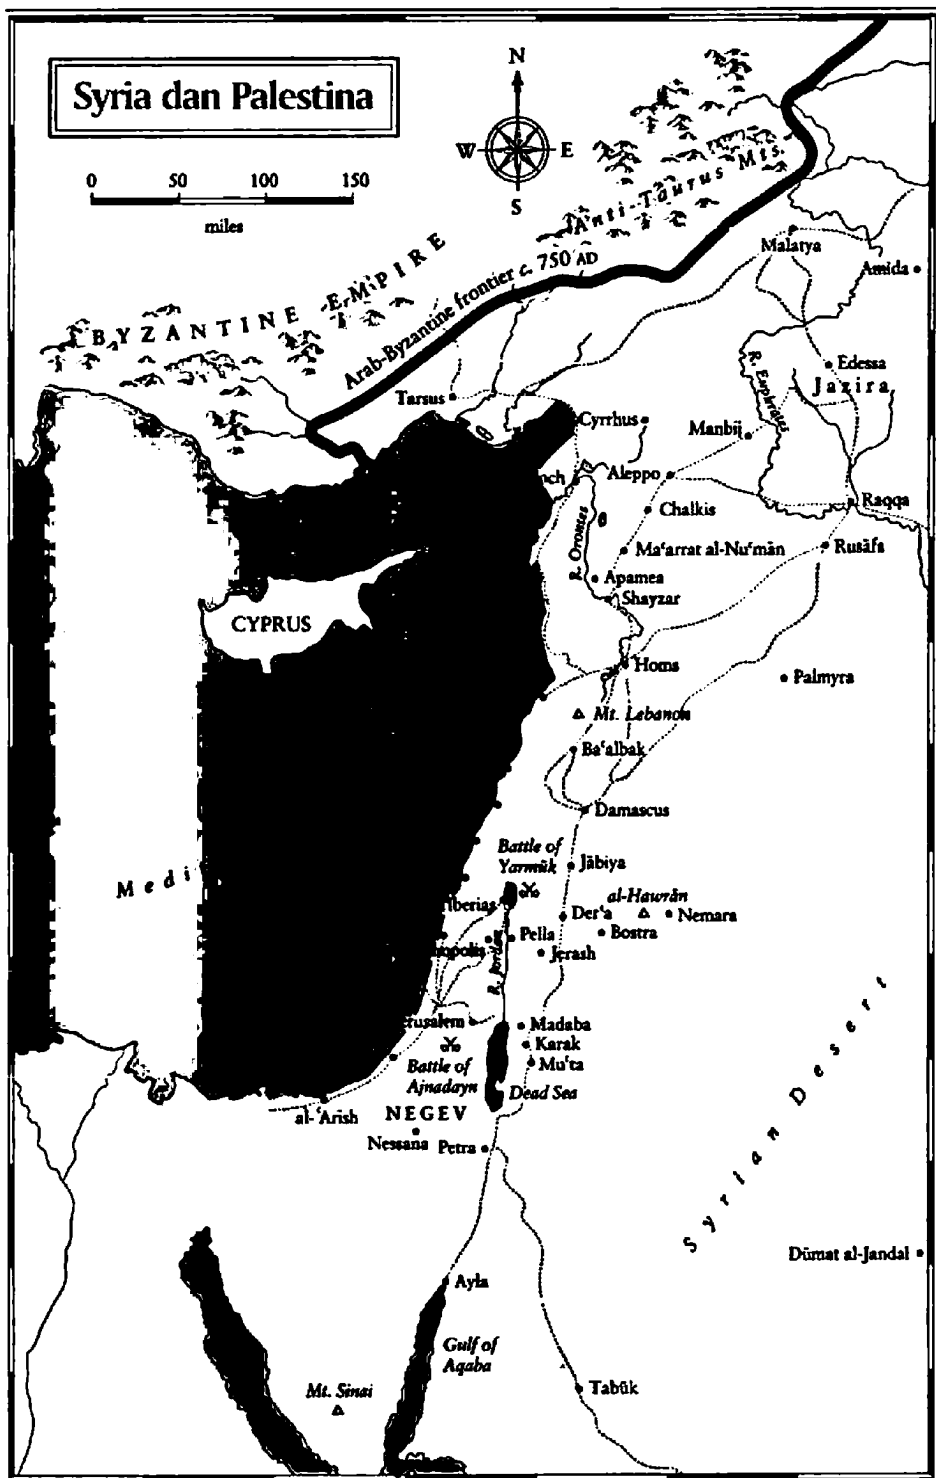 Syria dan Palestina
N
W E
S
0 50 100 150
miles
Anti-Taurus Mts.
BYZANTINE EMPIRE
Arab-Byzantine frontier c. 750 AD
Malatya
Amida
Edessa
Jazira
R. Euphrates
Tarsus
Cyrrhus
Manbij
Aleppo
Raqqa
Chalkis
R. Orontes
Ma'arrat al-Nu'mān
Rusāfa
Apamea
Shayzar
CYPRUS
Homs
Palmyra
Mt. Lebanon
Ba'albak
Damascus
Battle of
Yarmūk
Jābiya
Medi
al-Hawrān
Der'a
Nemara
Pella
Bostra
Jerash
R. Jordan
Madaba
Karak
Battle of
Ajnadayn
Mu'ta
Dead Sea
al-'Arish
NEGEV
Nessana
Petra
Syrian Desert
Dūmat al-Jandal
Ayla
Gulf of
Aqaba
Mt. Sinai
Tabūk